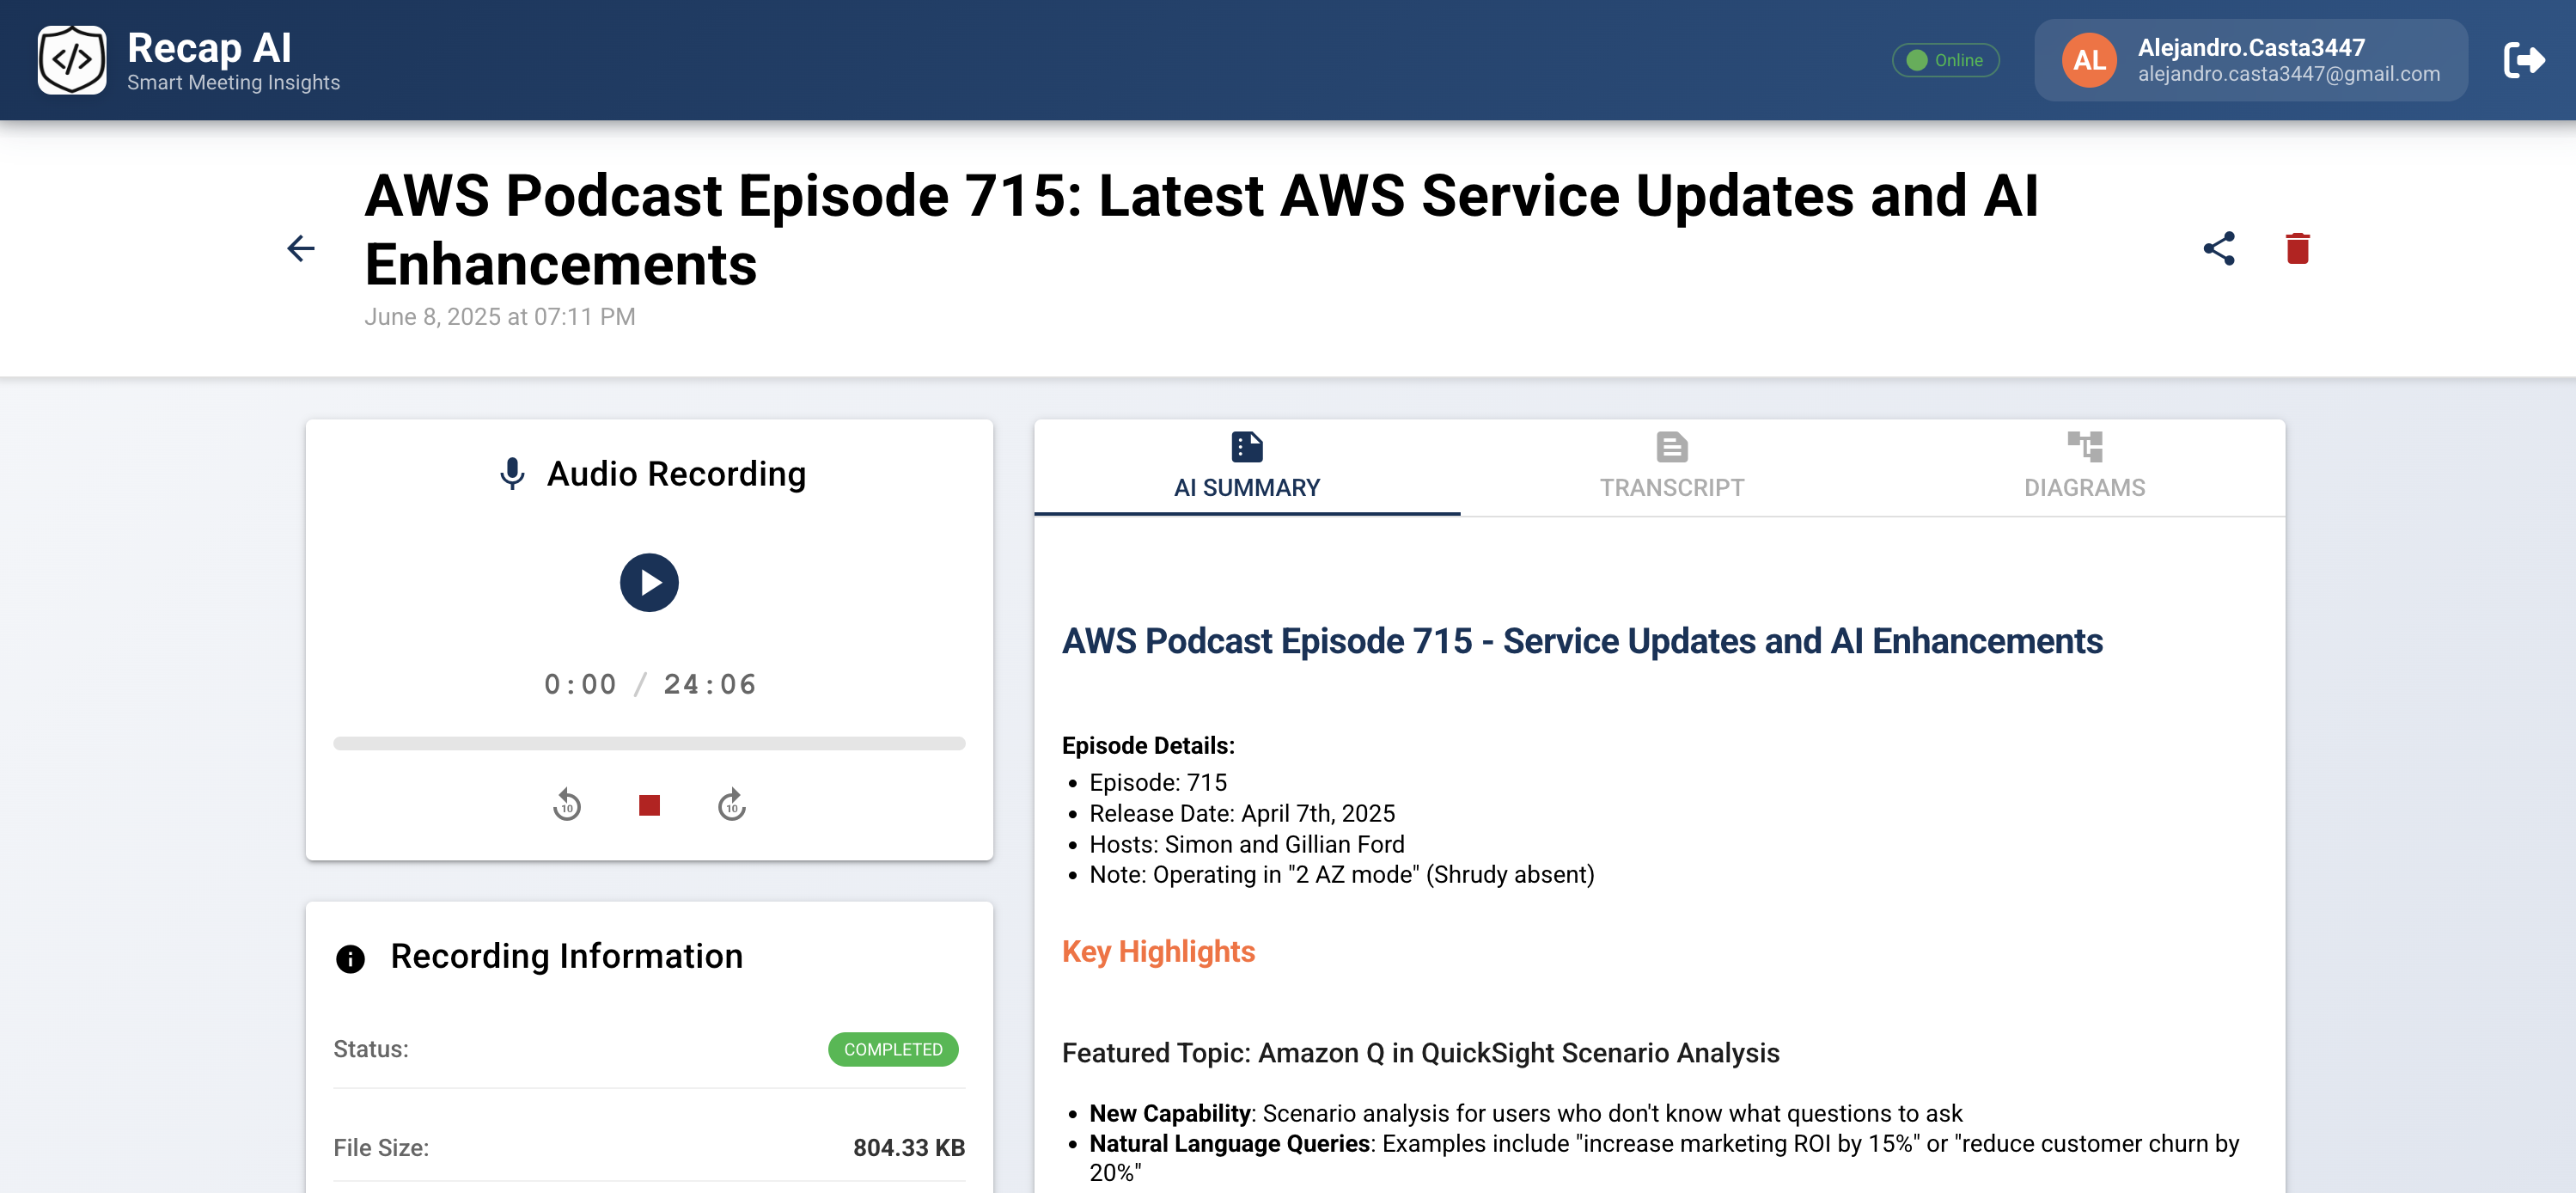 Recap AI
Smart Meeting Insights
Online
AL
Alejandro.Casta3447
alejandro.casta3447@gmail.com
AWS Podcast Episode 715: Latest AWS Service Updates and AI
Enhancements
June 8, 2025 at 07:11 PM
Audio Recording
0:00 / 24:06
10
10
Recording Information
Status:
COMPLETED
File Size:
804.33 KB
AI SUMMARY
TRANSCRIPT
DIAGRAMS
AWS Podcast Episode 715 - Service Updates and AI Enhancements
Episode Details:
• Episode: 715
• Release Date: April 7th, 2025
• Hosts: Simon and Gillian Ford
• Note: Operating in "2 AZ mode" (Shrudy absent)
Key Highlights
Featured Topic: Amazon Q in QuickSight Scenario Analysis
• New Capability: Scenario analysis for users who don't know what questions to ask
• Natural Language Queries: Examples include "increase marketing ROI by 15%" or "reduce customer churn by
20%"